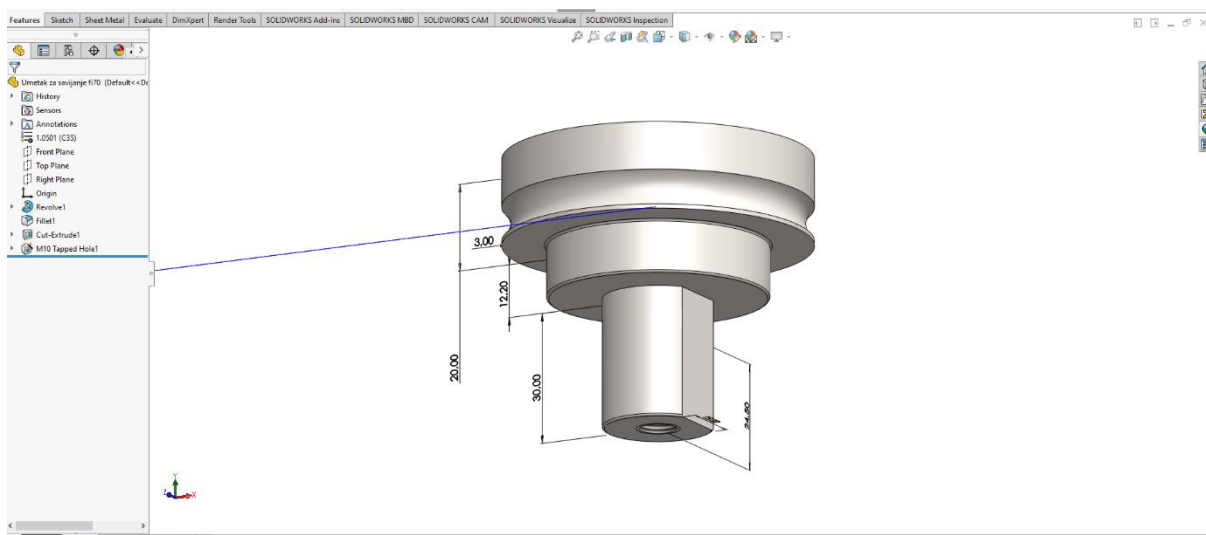 Features Sketch Sheet Metal Evaluate DimXpert Render Tools SOLIDWORKS Add-Ins SOLIDWORKS MBD SOLIDWORKS CAM SOLIDWORKS Visualize SOLIDWORKS Inspection
Umetak za savijanje fi70 (Default<<De
History
Sensors
Annotations
1.0501 (C35)
Front Plane
Top Plane
Right Plane
Origin
Revolve1
Fillet1
Cut-Extrude1
M10 Tapped Hole1
3,00
12,20
20,00
30,00
24,50
Y
Z
X